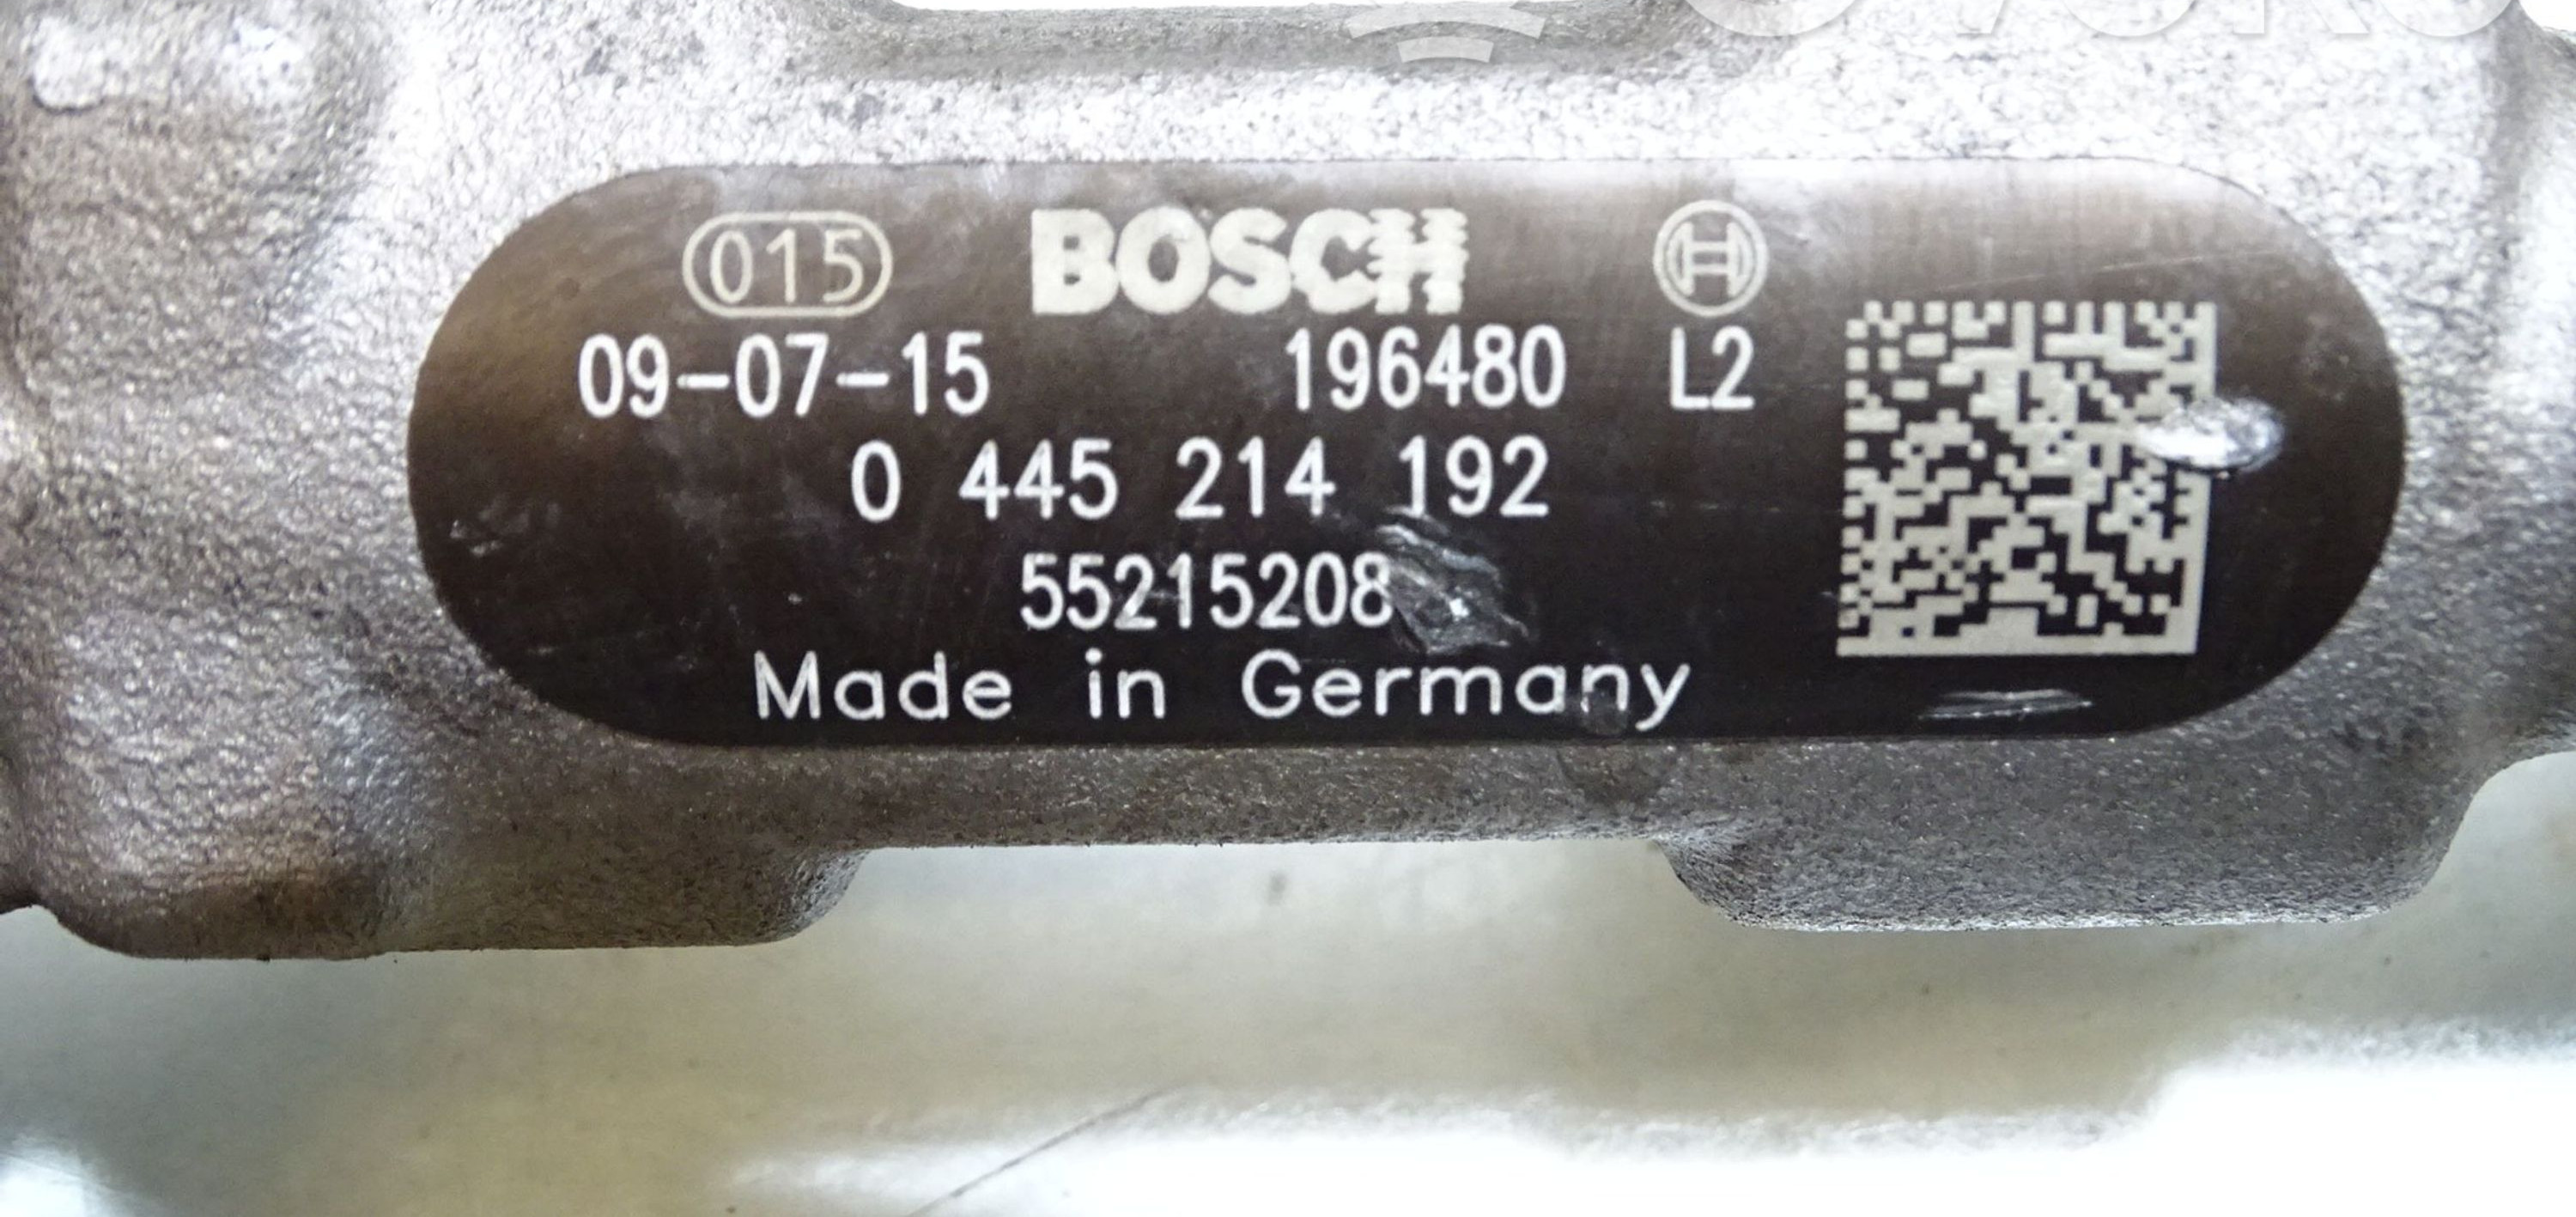 015 BOSCH
09-07-15 196480 L2
0 445 214 192
55215208
Made in Germany